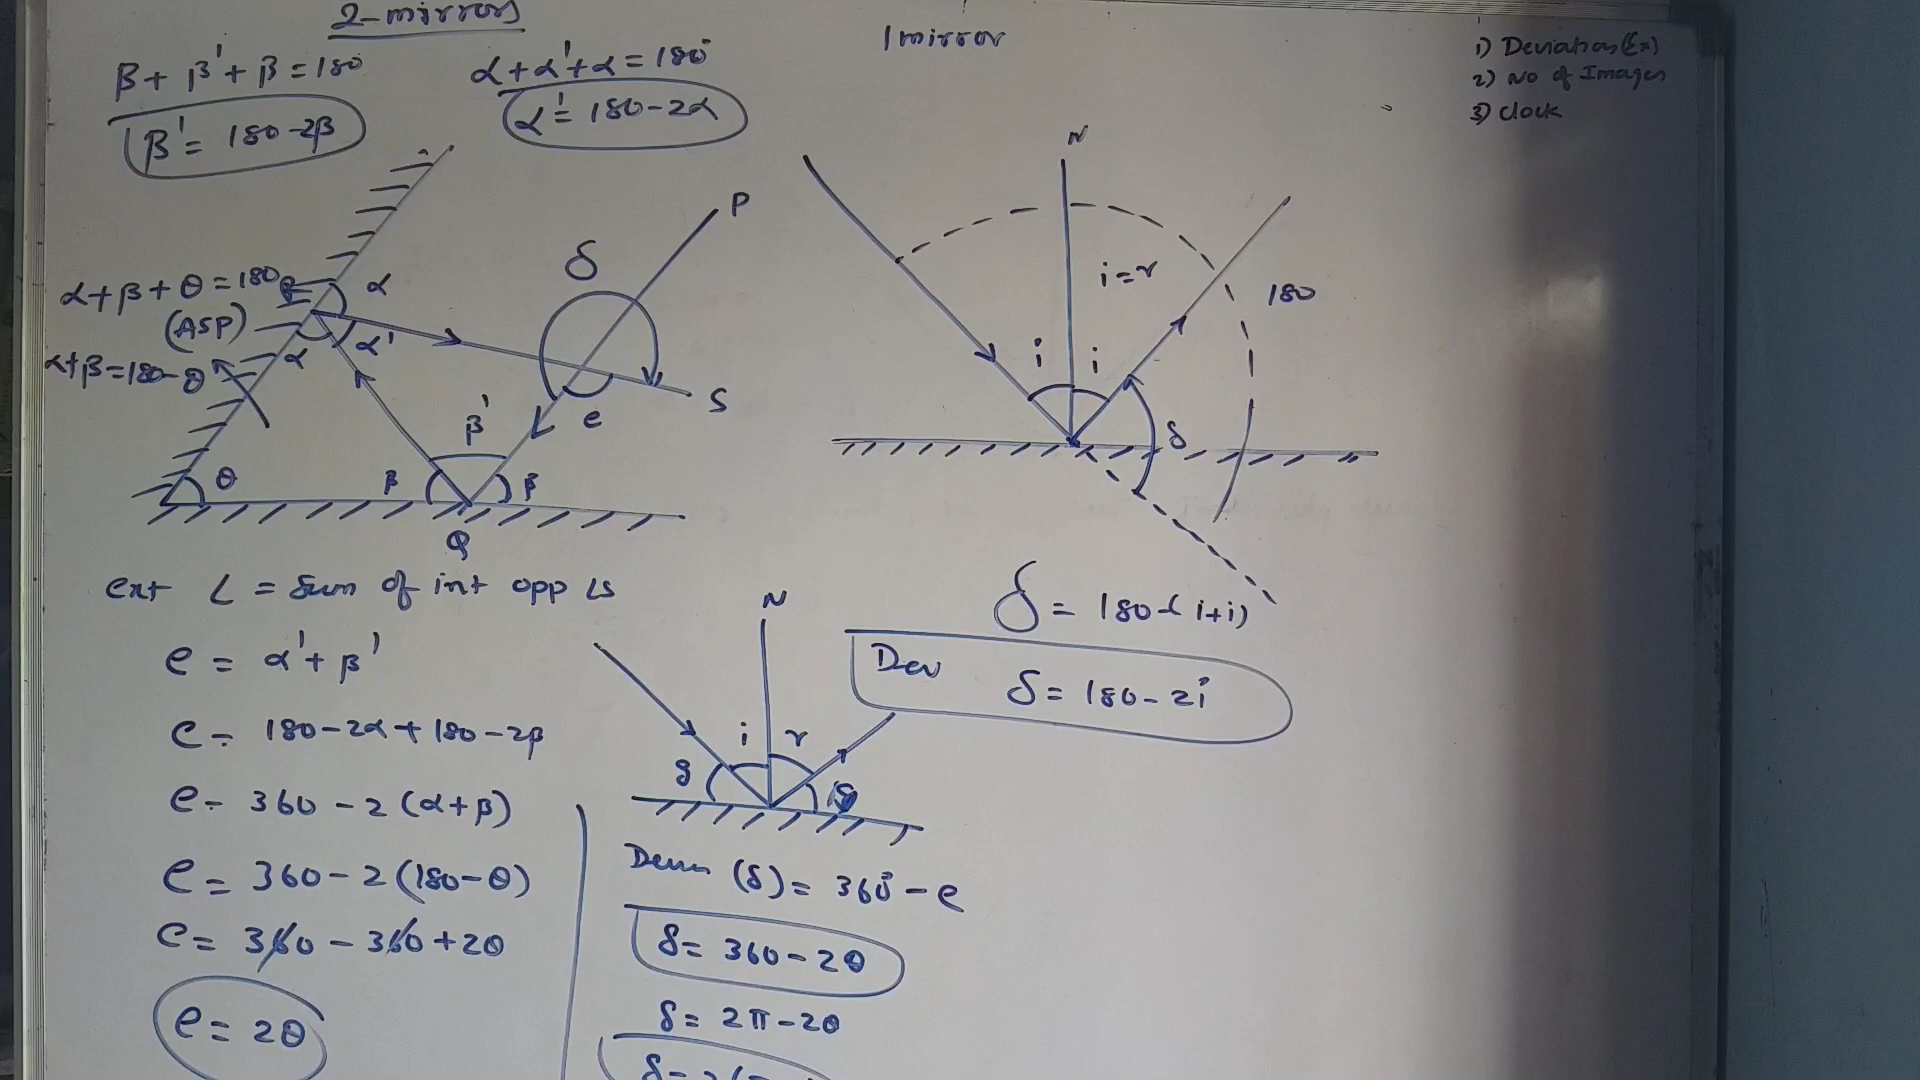 2-mirrors
β + β' + β = 180
β' = 180-2β
α+α'+α = 180°
α' = 180-2α
1 mirror
1) Deviation (En)
2) No of Images
3) Clock
α+β+θ = 180
(ASP)
α+β=180-θ
α
α'
α
δ
P
S
e
β'
β
β
θ
Q
N
i=r
180
i
i
δ
ext L = Sum of int opp Ls
e = α'+β'
e = 180-2α+180-2β
e = 360-2(α+β)
e = 360-2(180-θ)
e = 360-360+2θ
e = 2θ
N
i
r
g
δ = 180-(i+i)
Dev δ = 180-2i
(δ) = 360°-e
δ = 360-2θ
δ = 2π-2θ